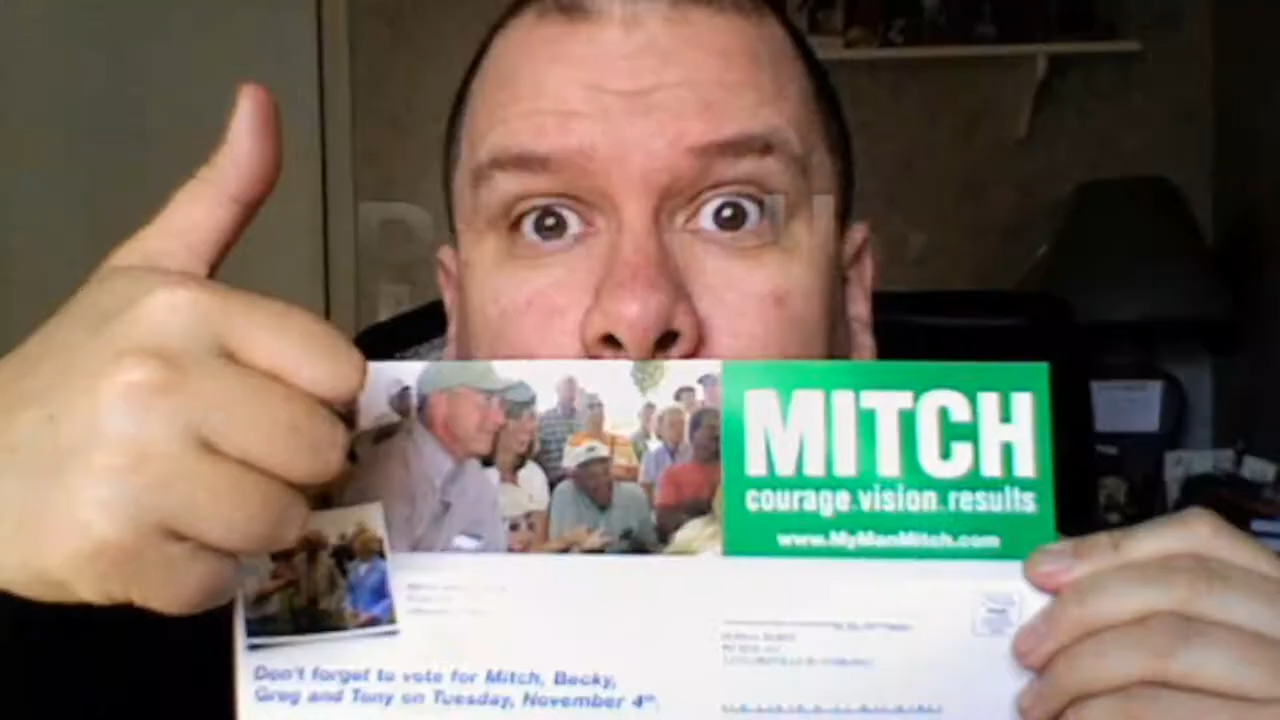 MITCH
courage.vision.results
www.MyManMitch.com
Don't forget to vote for Mitch, Becky,
Greg and Tony on Tuesday, November 4th.